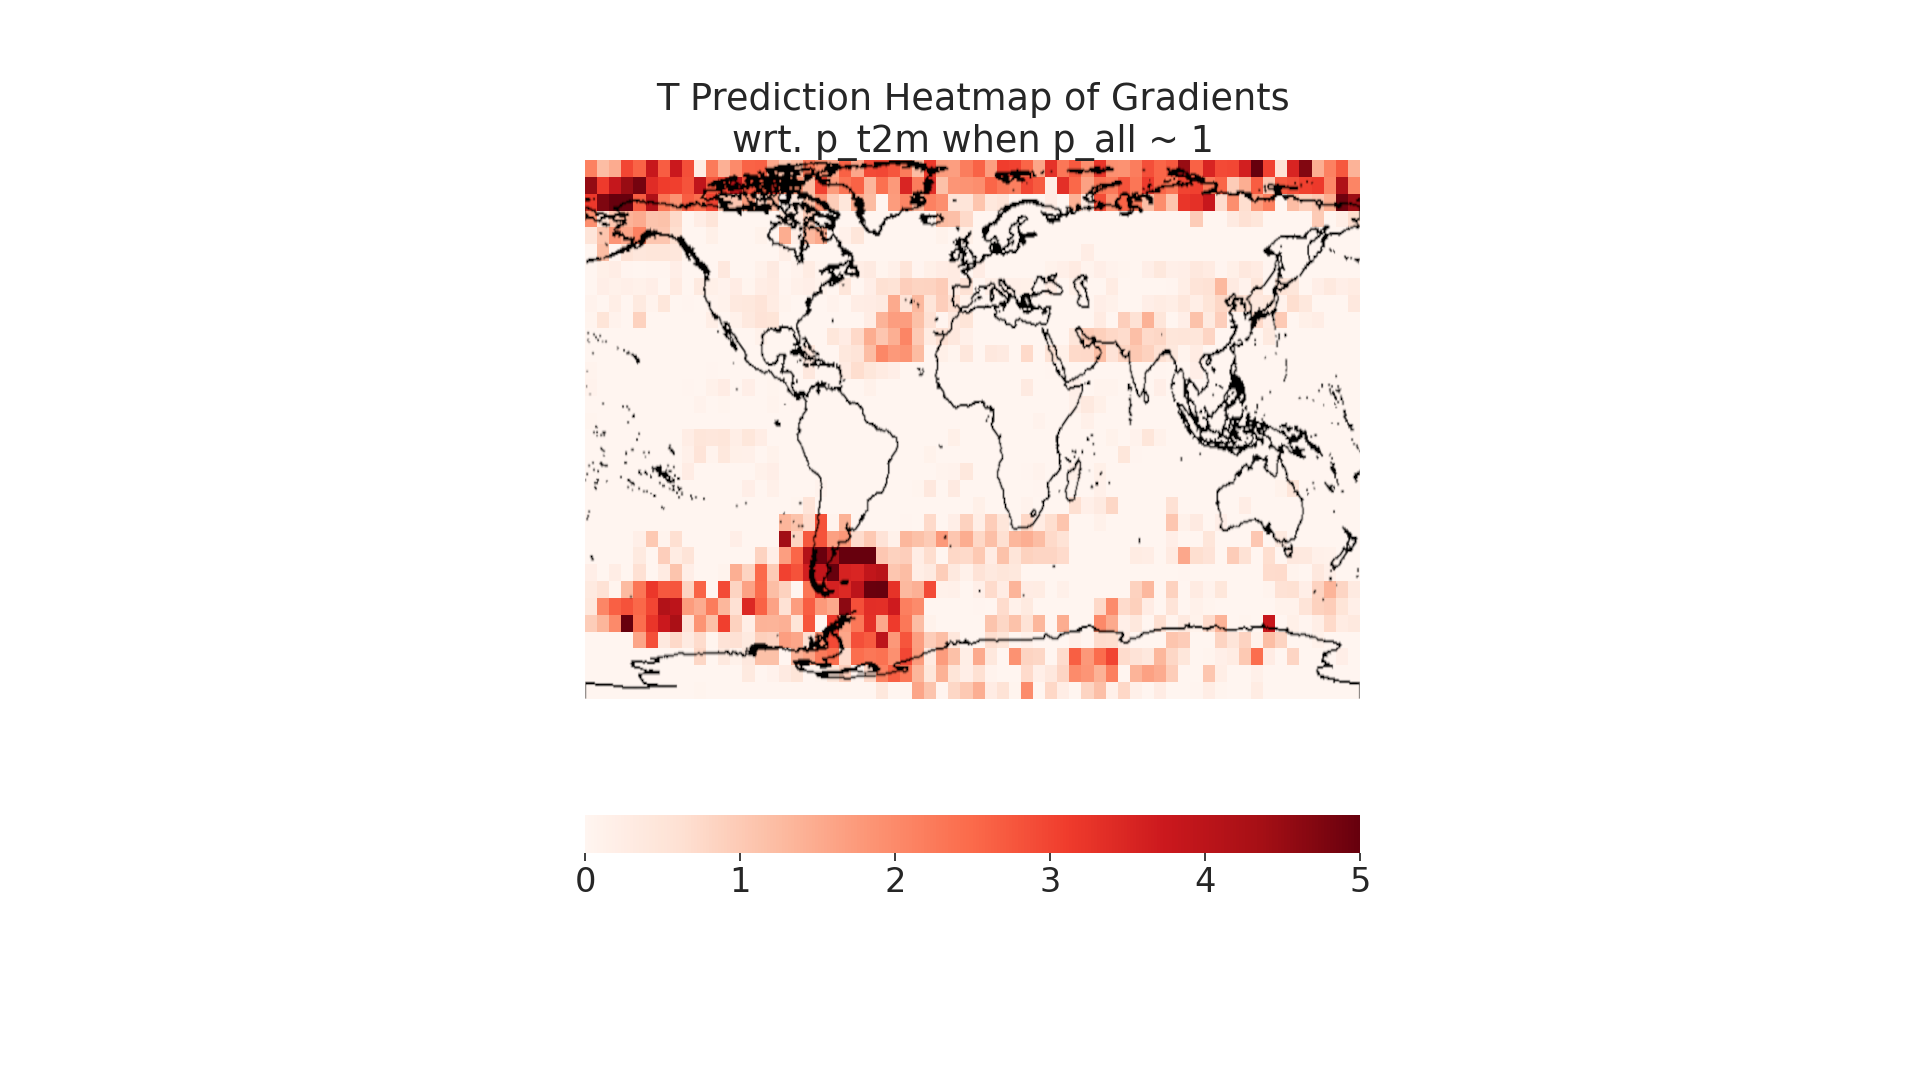 T Prediction Heatmap of Gradients
wrt. p_t2m when p_all ~ 1
0 1 2 3 4 5